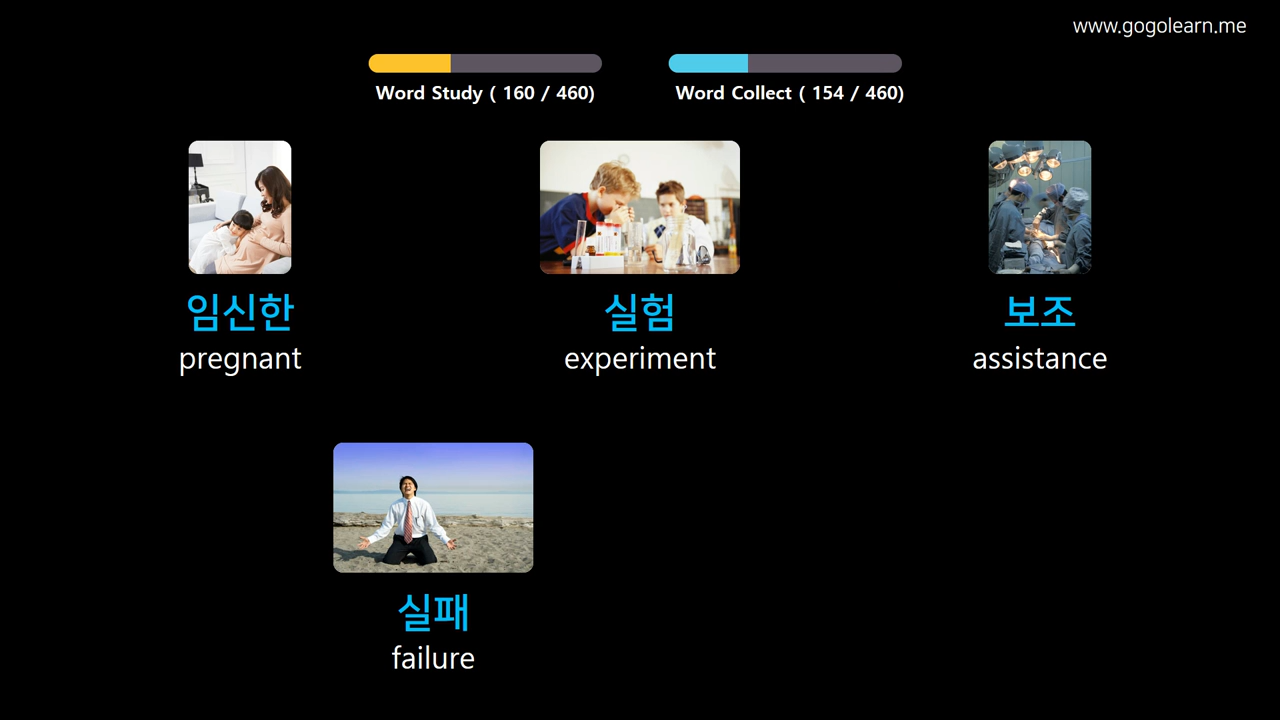 www.gogolearn.me
Word Study ( 160 / 460)
Word Collect ( 154 / 460)
임신한
pregnant
실험
experiment
보조
assistance
실패
failure